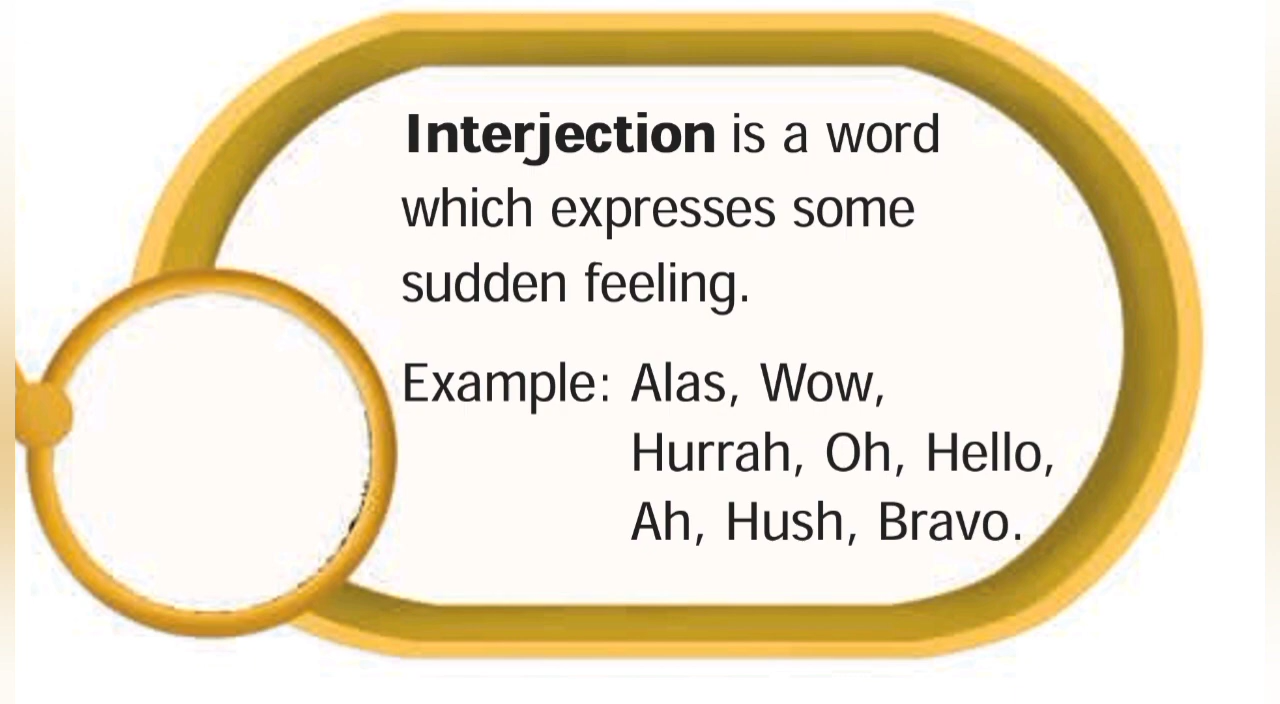 Interjection is a word
which expresses some
sudden feeling.
Example: Alas, Wow,
Hurrah, Oh, Hello,
Ah, Hush, Bravo.